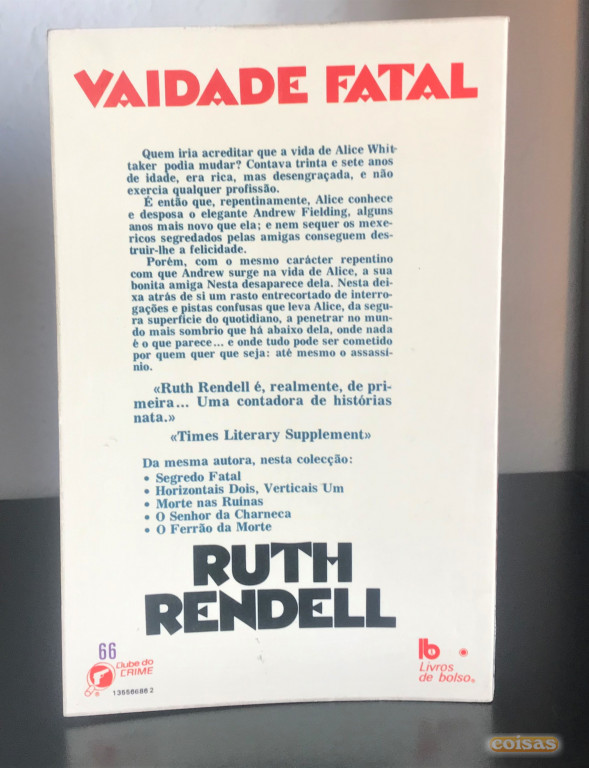 VAIDADE FATAL
Quem iria acreditar que a vida de Alice Whit-
taker podia mudar? Contava trinta e sete anos
de idade, era rica, mas desengraçada, e não
exercia qualquer profissão.
É então que, repentinamente, Alice conhece
e desposa o elegante Andrew Fielding, alguns
anos mais novo que ela; e nem sequer os mexe-
ricos segredados pelas amigas conseguem des-
truir-lhe a felicidade.
Porém, com o mesmo carácter repentino
com que Andrew surge na vida de Alice, a sua
bonita amiga Nesta desaparece dela. Nesta dei-
xa atrás de si um rasto entrecortado de interro-
gações e pistas confusas que leva Alice, da segu-
ra superfície do quotidiano, a penetrar no mun-
do mais sombrio que há abaixo dela, onde nada
é o que parece... e onde tudo pode ser cometido
por quem quer que seja: até mesmo o assassí-
nio.
«Ruth Rendell é, realmente, de pri-
meira... Uma contadora de histórias
nata.»
«Times Literary Supplement»
Da mesma autora, nesta colecção:
• Segredo Fatal
• Horizontais Dois, Verticais Um
• Morte nas Ruínas
• O Senhor da Charneca
• O Ferrão da Morte
RUTH
RENDELL
66
Clube do
CRIME
135566862
lb
Livros
de bolso
coisas